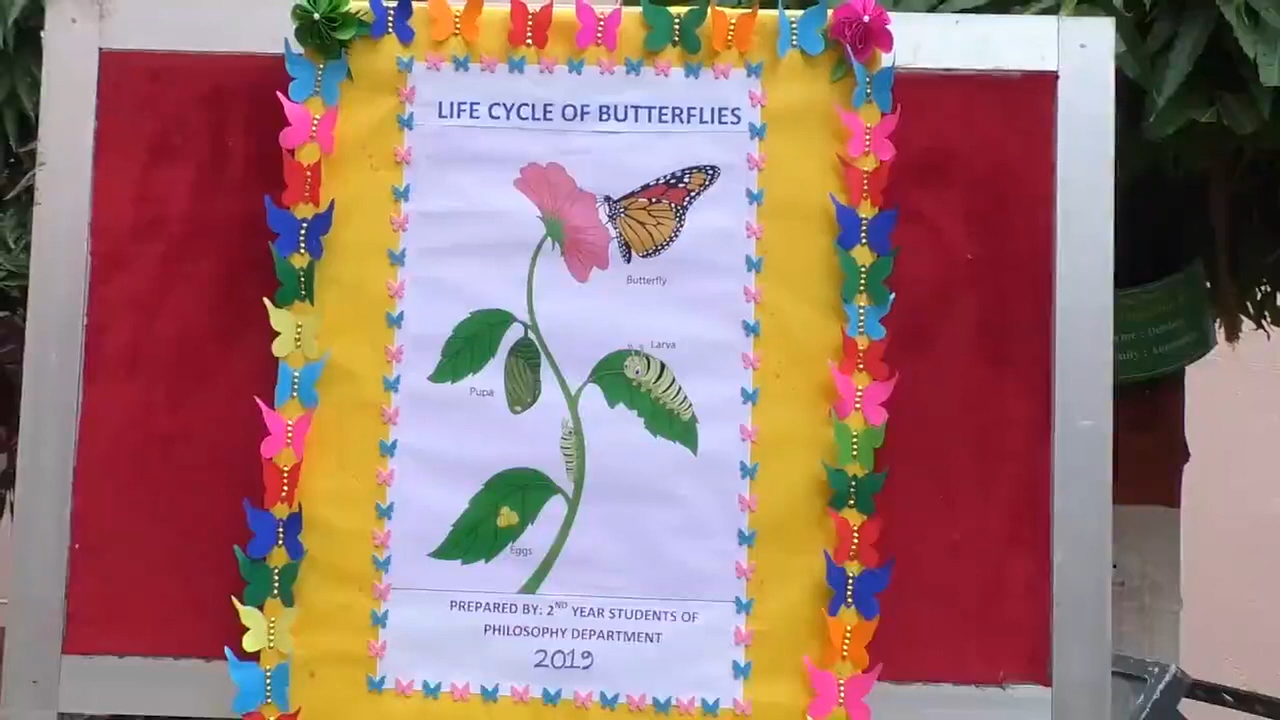 LIFE CYCLE OF BUTTERFLIES
Butterfly
Larva
Pupa
Eggs
PREPARED BY: 2ND YEAR STUDENTS OF
PHILOSOPHY DEPARTMENT
2019